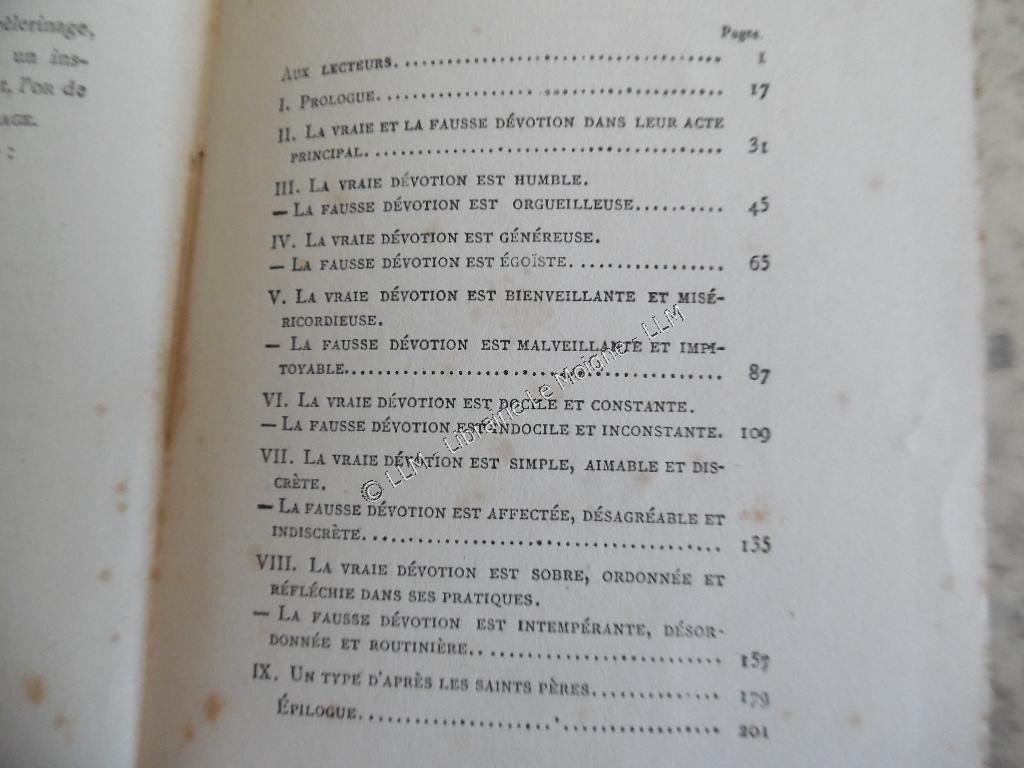 èlerinage,
un ins-
t, l'or de
AGE.
:
Pages.
Aux lecteurs. 1
I. Prologue. 17
II. La vraie et la fausse dévotion dans leur acte
principal. 31
III. La vraie dévotion est humble.
— La fausse dévotion est orgueilleuse. 45
IV. La vraie dévotion est généreuse.
— La fausse dévotion est égoïste. 65
V. La vraie dévotion est bienveillante et misé-
ricordieuse.
— La fausse dévotion est malveillante et impi-
toyable. 87
VI. La vraie dévotion est docile et constante.
— La fausse dévotion est indocile et inconstante. 109
VII. La vraie dévotion est simple, aimable et dis-
crète.
— La fausse dévotion est affectée, désagréable et
indiscrète. 135
VIII. La vraie dévotion est sobre, ordonnée et
réfléchie dans ses pratiques.
— La fausse dévotion est intempérante, désor-
donnée et routinière. 157
IX. Un type d'après les saints pères. 179
Épilogue. 201
© LLM - Librairie Le Moigne - LLM